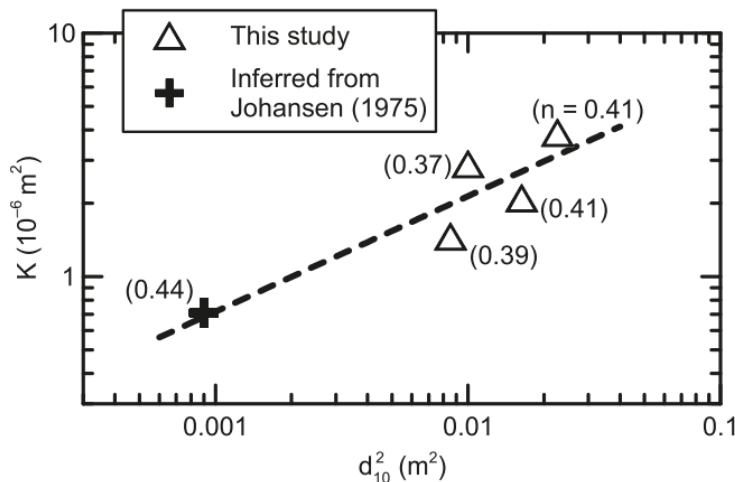 10
This study
Inferred from
Johansen (1975)
(n = 0.41)
(0.37)
(0.41)
(0.39)
(0.44)
1
K (10⁻⁶ m²)
0.001
0.01
0.1
d²₁₀ (m²)